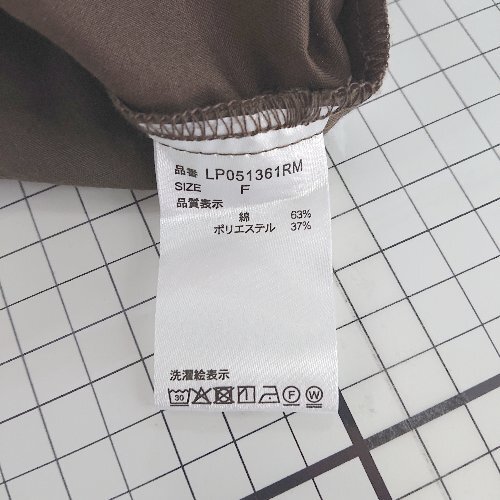 品番 LP051361RM
SIZE F
品質表示
綿 63%
ポリエステル 37%
洗濯絵表示
30 F W